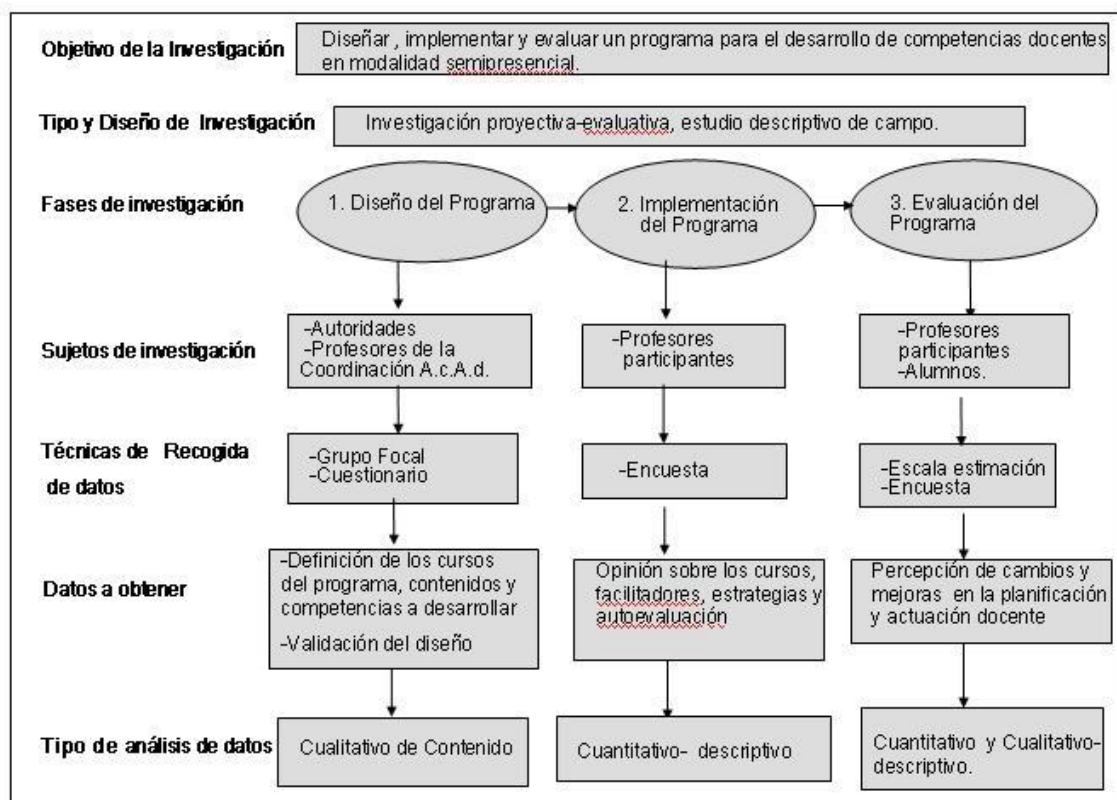 Objetivo de la Investigación
Diseñar , implementar y evaluar un programa para el desarrollo de competencias docentes
en modalidad semipresencial.
Tipo y Diseño de Investigación
Investigación proyectiva-evaluativa, estudio descriptivo de campo.
Fases de investigación
1. Diseño del Programa
2. Implementación
del Programa
3. Evaluación del
Programa
Sujetos de investigación
-Autoridades
-Profesores de la
Coordinación A.c.A.d.
-Profesores
participantes
-Profesores
participantes
-Alumnos.
Técnicas de Recogida
de datos
-Grupo Focal
-Cuestionario
-Encuesta
-Escala estimación
-Encuesta
Datos a obtener
-Definición de los cursos
del programa, contenidos y
competencias a desarrollar
-Validación del diseño
Opinión sobre los cursos,
facilitadores, estrategias y
autoevaluación
Percepción de cambios y
mejoras en la planificación
y actuación docente
Tipo de análisis de datos
Cualitativo de Contenido
Cuantitativo- descriptivo
Cuantitativo y Cualitativo-
descriptivo.